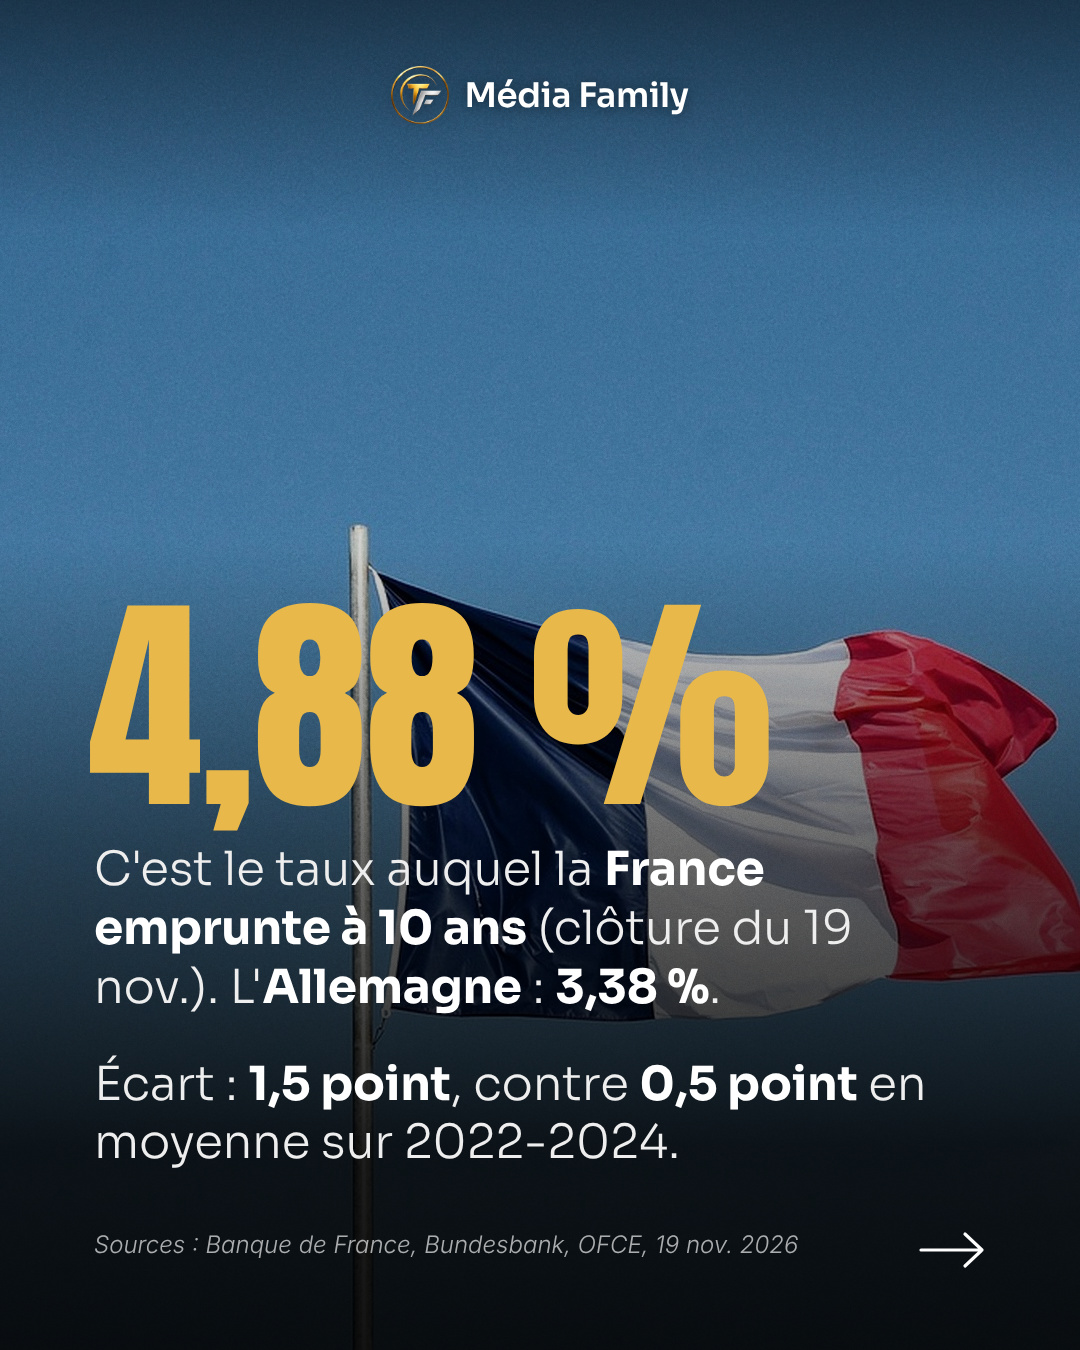 Média Family
4,88 %
C'est le taux auquel la France
emprunte à 10 ans (clôture du 19
nov.). L'Allemagne : 3,38 %.
Écart : 1,5 point, contre 0,5 point en
moyenne sur 2022-2024.
Sources : Banque de France, Bundesbank, OFCE, 19 nov. 2026